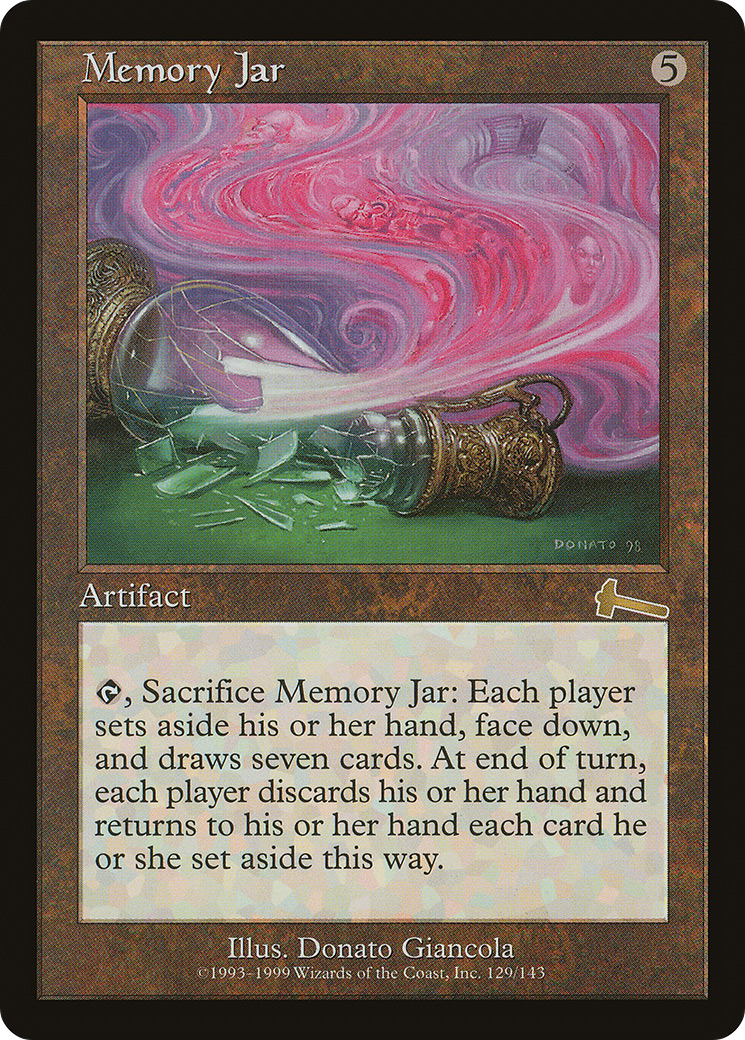 Memory Jar
5
DONATO 98
Artifact
, Sacrifice Memory Jar: Each player
sets aside his or her hand, face down,
and draws seven cards. At end of turn,
each player discards his or her hand and
returns to his or her hand each card he
or she set aside this way.
Illus. Donato Giancola
©1993-1999 Wizards of the Coast, Inc. 129/143